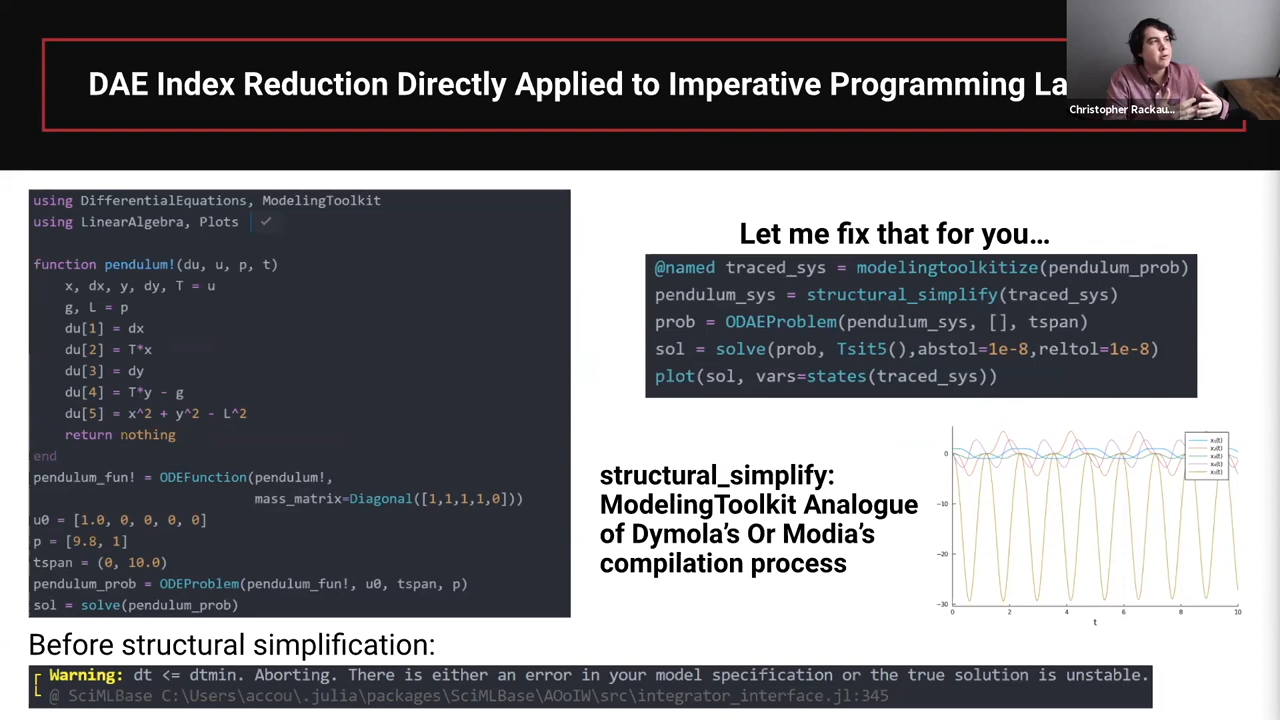 DAE Index Reduction Directly Applied to Imperative Programming La
Christopher Rackau...
using DifferentialEquations, ModelingToolkit
using LinearAlgebra, Plots
function pendulum!(du, u, p, t)
x, dx, y, dy, T = u
g, L = p
du[1] = dx
du[2] = T*x
du[3] = dy
du[4] = T*y - g
du[5] = x^2 + y^2 - L^2
return nothing
end
pendulum_fun! = ODEFunction(pendulum!,
mass_matrix=Diagonal([1,1,1,1,0]))
u0 = [1.0, 0, 0, 0, 0]
p = [9.8, 1]
tspan = (0, 10.0)
pendulum_prob = ODEProblem(pendulum_fun!, u0, tspan, p)
sol = solve(pendulum_prob)
Before structural simplification:
Warning: dt <= dtmin. Aborting. There is either an error in your model specification or the true solution is unstable.
@ SciMLBase C:\Users\accou\.julia\packages\SciMLBase\AOoIW\src\integrator_interface.jl:345
Let me fix that for you...
@named traced_sys = modelingtoolkitize(pendulum_prob)
pendulum_sys = structural_simplify(traced_sys)
prob = ODAEProblem(pendulum_sys, [], tspan)
sol = solve(prob, Tsit5(),abstol=1e-8,reltol=1e-8)
plot(sol, vars=states(traced_sys))
structural_simplify:
ModelingToolkit Analogue
of Dymola's Or Modia's
compilation process
x₁(t)
x₂(t)
x₃(t)
x₄(t)
x₅(t)
0
-10
-20
-30
0 2 4 6 8 10
t